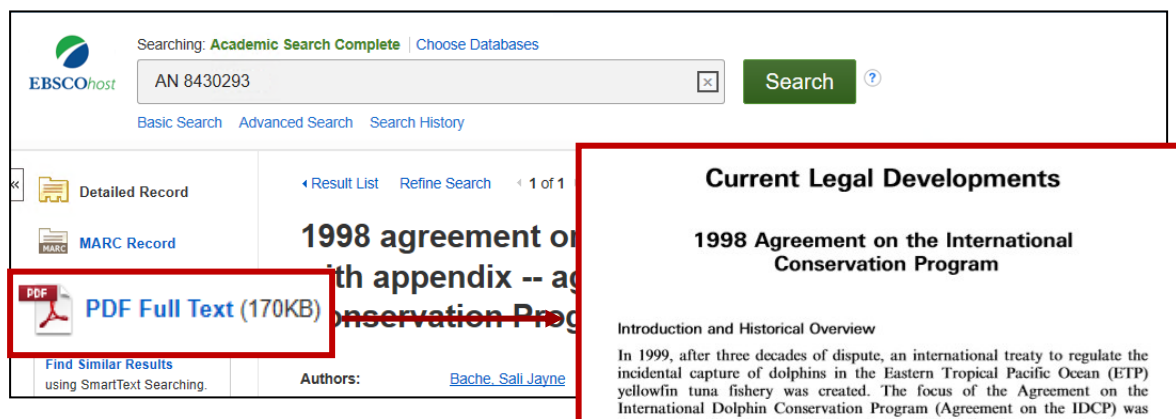 Searching: Academic Search Complete | Choose Databases
EBSCOhost
AN 8430293
Search
Basic Search Advanced Search Search History
Detailed Record
MARC Record
MARC
PDF
PDF Full Text (170KB)
Find Similar Results
using SmartText Searching.
Result List Refine Search 1 of 1
1998 agreement on
with appendix -- ag
Conservation Prog
Authors: Bache, Sali Jayne
Current Legal Developments
1998 Agreement on the International
Conservation Program
Introduction and Historical Overview
In 1999, after three decades of dispute, an international treaty to regulate the
incidental capture of dolphins in the Eastern Tropical Pacific Ocean (ETP)
yellowfin tuna fishery was created. The focus of the Agreement on the
International Dolphin Conservation Program (Agreement on the IDCP) was